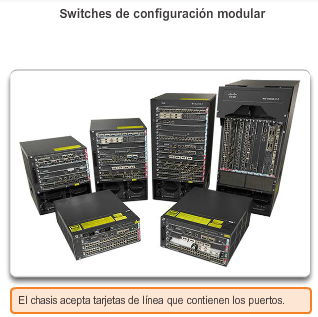 Switches de configuración modular
El chasis acepta tarjetas de línea que contienen los puertos.